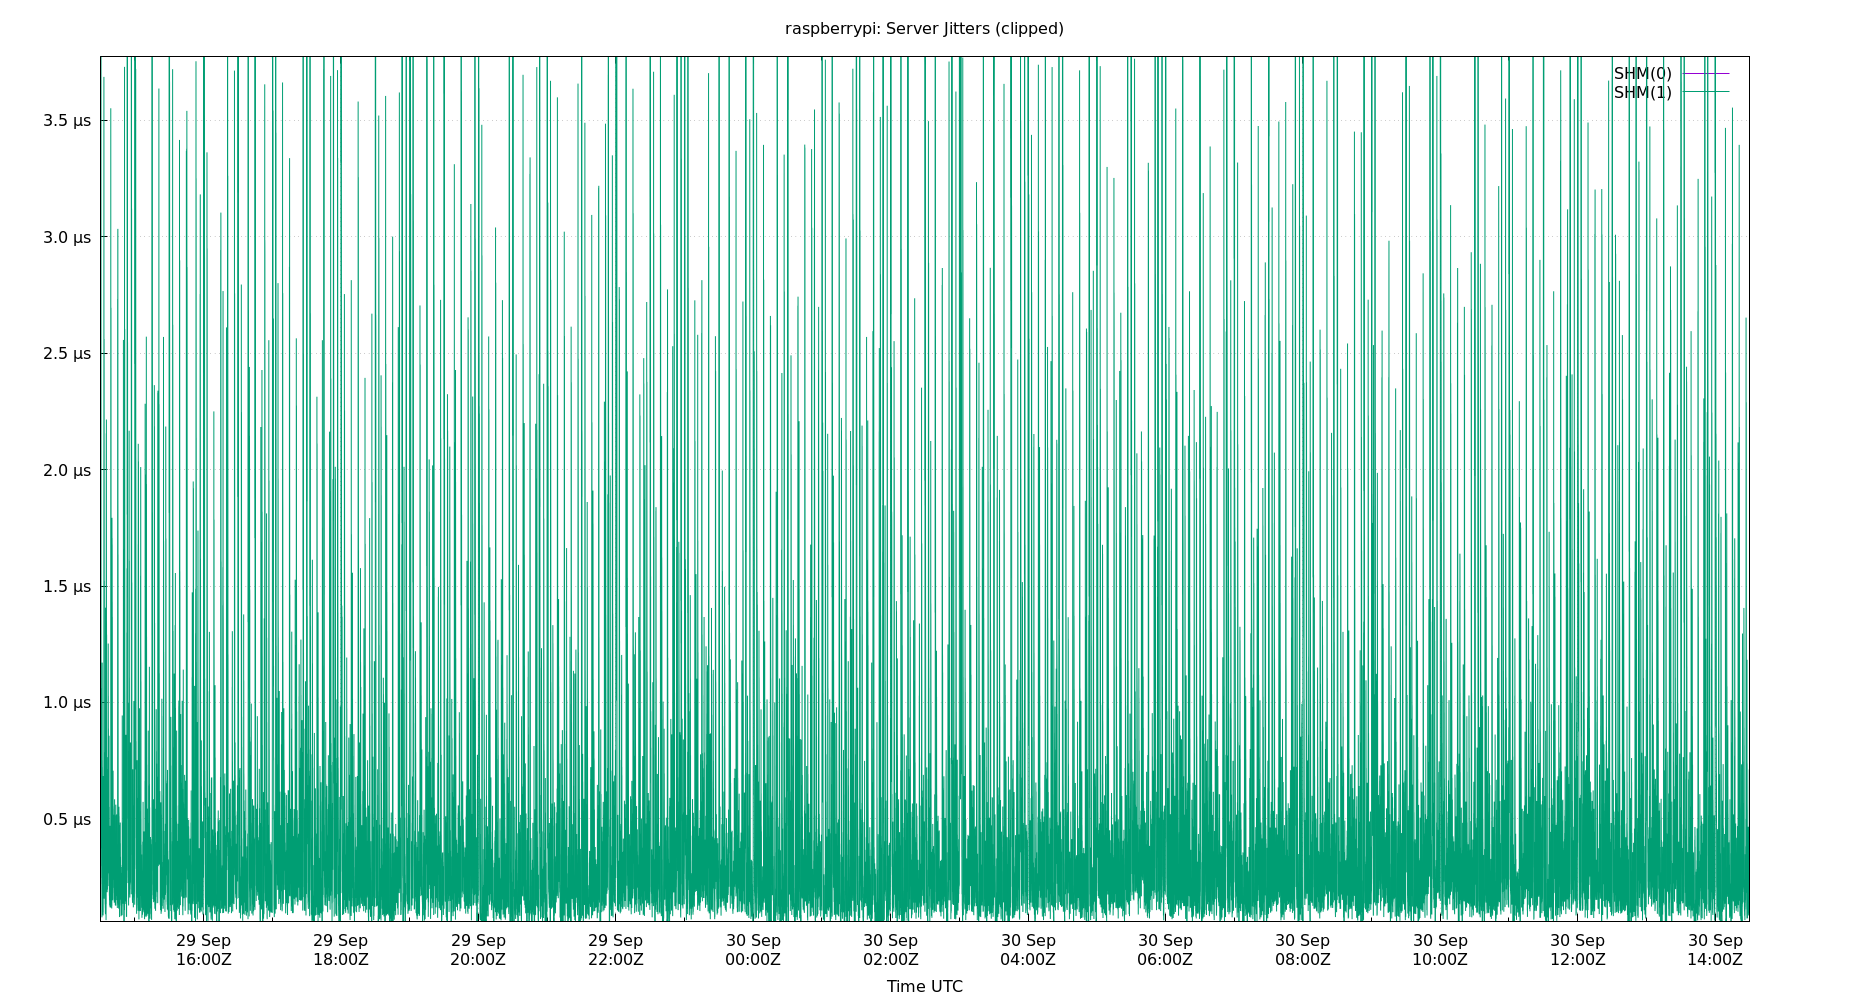 raspberrypi: Server Jitters (clipped)
SHM(0)
SHM(1)
3.5 µs
3.0 µs
2.5 µs
2.0 µs
1.5 µs
1.0 µs
0.5 µs
29 Sep 29 Sep 29 Sep 29 Sep 30 Sep 30 Sep 30 Sep 30 Sep 30 Sep 30 Sep 30 Sep 30 Sep
16:00Z 18:00Z 20:00Z 22:00Z 00:00Z 02:00Z 04:00Z 06:00Z 08:00Z 10:00Z 12:00Z 14:00Z
Time UTC